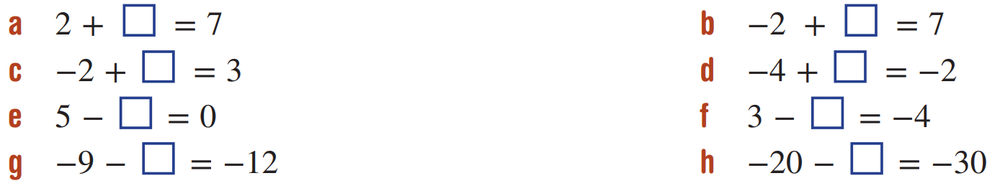 a 2 + □ = 7 b −2 + □ = 7
c −2 + □ = 3 d −4 + □ = −2
e 5 − □ = 0 f 3 − □ = −4
g −9 − □ = −12 h −20 − □ = −30